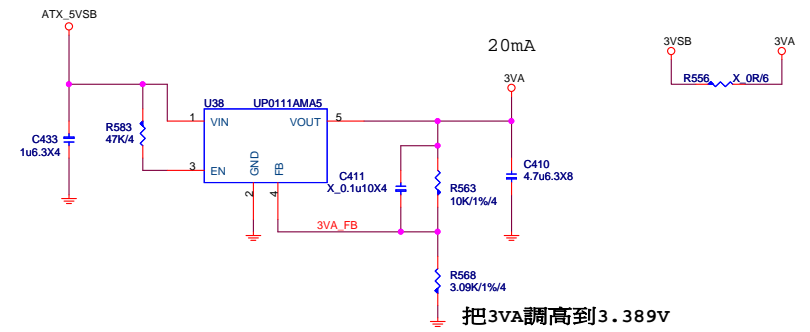 ATX_5VSB
20mA
3VA
3VSB
3VA
R556
X_0R/6
U38
UP0111AMA5
1
VIN
VOUT
5
C433
1u6.3X4
R583
47K/4
3
EN
GND
FB
2
4
C411
X_0.1u10X4
R563
10K/1%/4
C410
4.7u6.3X8
3VA_FB
R568
3.09K/1%/4
把3VA調高到3.389V